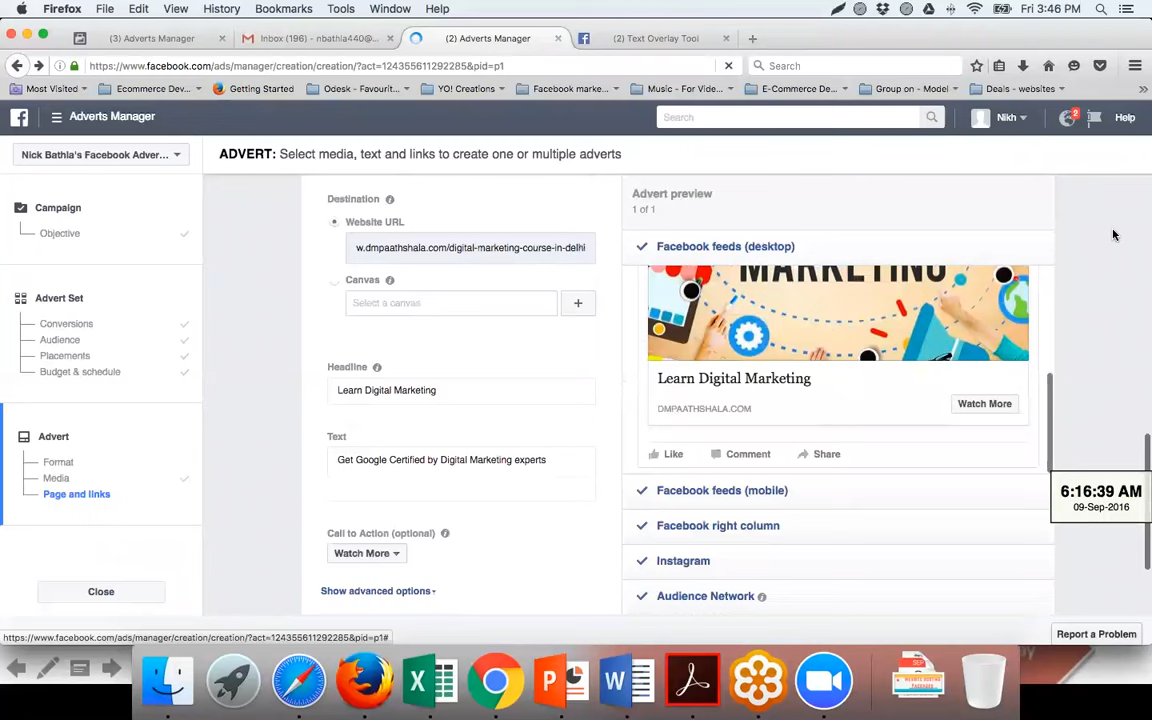 Firefox File Edit View History Bookmarks Tools Window Help Fri 3:46 PM
(3) Adverts Manager
Inbox (196) - nbathla440@...
(2) Adverts Manager
(2) Text Overlay Tool
https://www.facebook.com/ads/manager/creation/creation/?act=124355611292285&pid=p1
Search
Most Visited
Ecommerce Dev...
Getting Started
Odesk - Favourit...
YO! Creations
Facebook marke...
Music - For Vide...
E-Commerce De...
Group on - Model
Deals - websites
Adverts Manager
Search
Nikh
2
Help
Nick Bathla's Facebook Adver...
ADVERT: Select media, text and links to create one or multiple adverts
Campaign
Objective
Advert Set
Conversions
Audience
Placements
Budget & schedule
Advert
Format
Media
Page and links
Close
Destination
Website URL
w.dmpaathshala.com/digital-marketing-course-in-delhi
Canvas
Select a canvas
+
Headline
Learn Digital Marketing
Text
Get Google Certified by Digital Marketing experts
Call to Action (optional)
Watch More
Show advanced options
Advert preview
1 of 1
Facebook feeds (desktop)
MARKETING
Learn Digital Marketing
DMPAATHSHALA.COM
Watch More
Like Comment Share
Facebook feeds (mobile)
Facebook right column
Instagram
Audience Network
6:16:39 AM
09-Sep-2016
https://www.facebook.com/ads/manager/creation/creation/?act=124355611292285&pid=p1#
Report a Problem